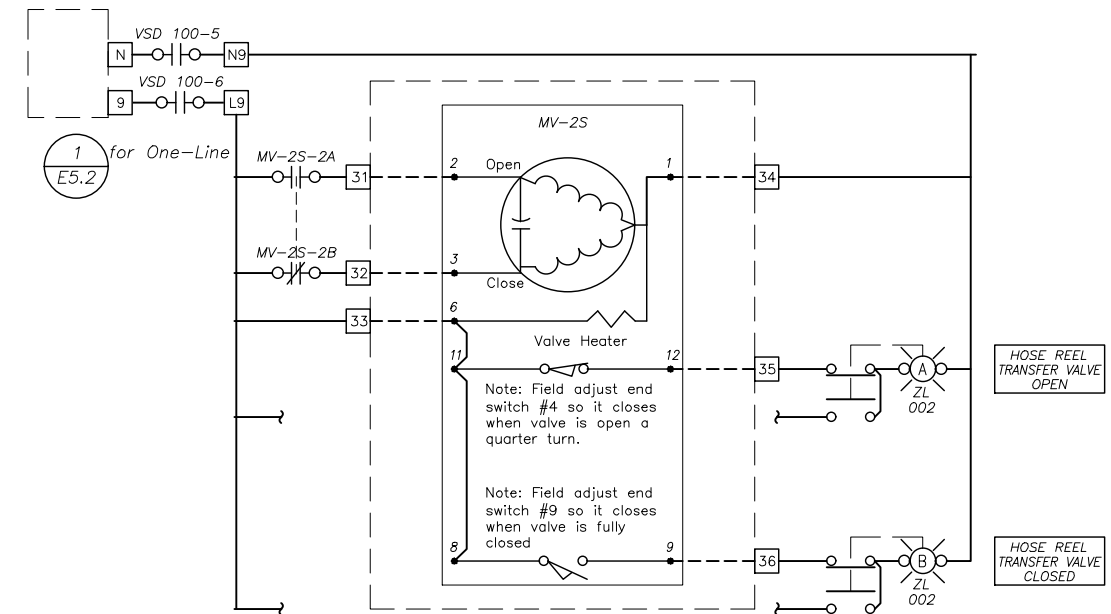 VSD 100-5
N
N9
VSD 100-6
9
L9
1
E5.2
for One-Line
MV-2S
MV-2S-2A
31
2
Open
1
34
MV-2S-2B
32
3
Close
33
6
Valve Heater
11
12
35
A
ZL
002
HOSE REEL
TRANSFER VALVE
OPEN
Note: Field adjust end
switch #4 so it closes
when valve is open a
quarter turn.
Note: Field adjust end
switch #9 so it closes
when valve is fully
closed
8
9
36
B
ZL
002
HOSE REEL
TRANSFER VALVE
CLOSED